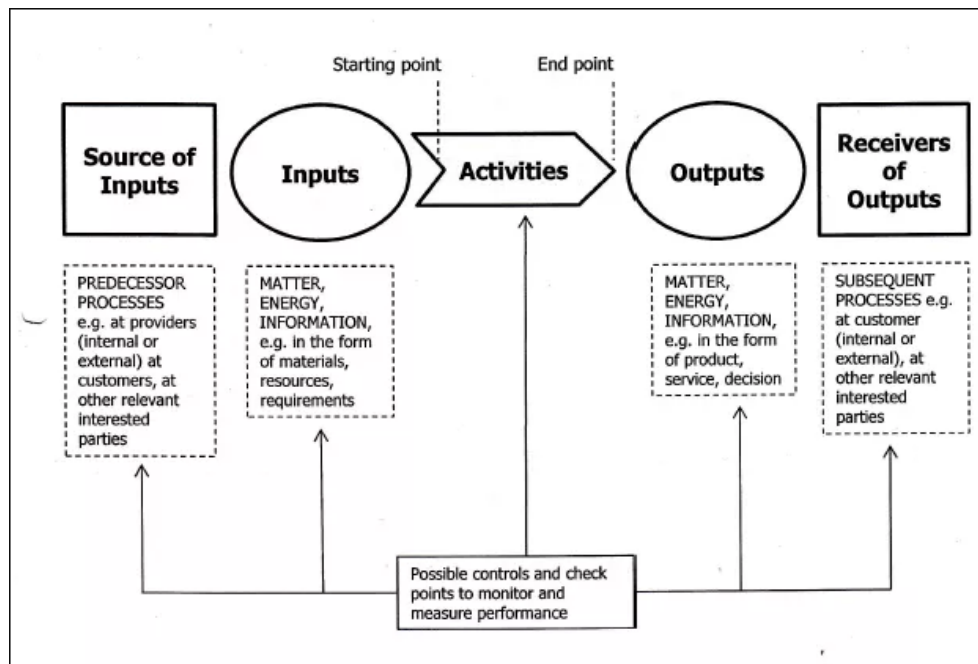 Starting point
End point
Source of
Inputs
Inputs
Activities
Outputs
Receivers
of
Outputs
PREDECESSOR
PROCESSES
e.g. at providers
(internal or
external) at
customers, at
other relevant
interested
parties
MATTER,
ENERGY,
INFORMATION,
e.g. in the form
of materials,
resources,
requirements
MATTER,
ENERGY,
INFORMATION,
e.g. in the form
of product,
service, decision
SUBSEQUENT
PROCESSES e.g.
at customer
(internal or
external), at
other relevant
interested
parties
Possible controls and check
points to monitor and
measure performance